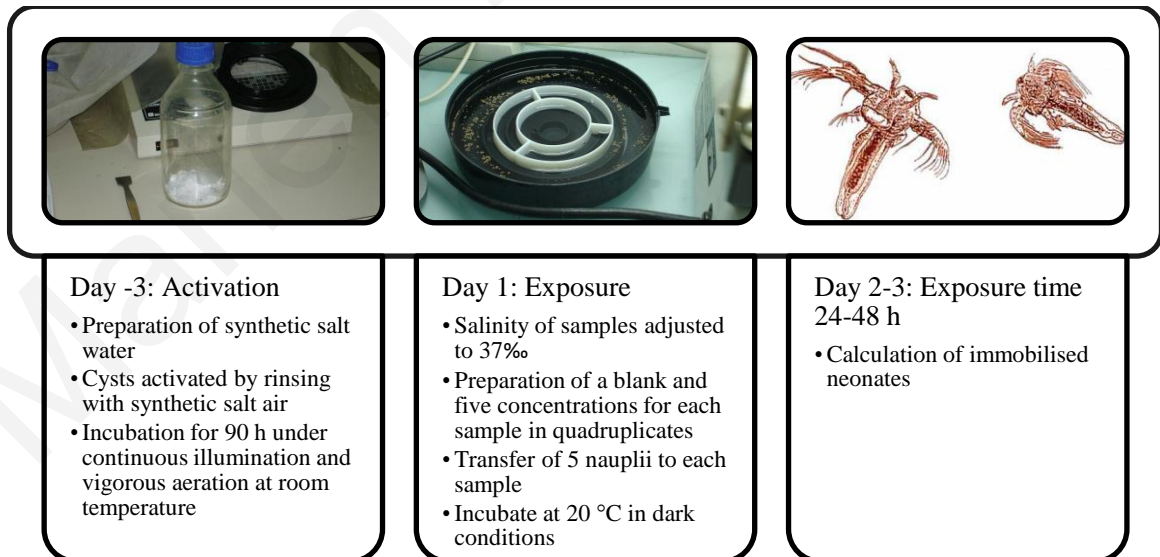 Day -3: Activation
• Preparation of synthetic salt
water
• Cysts activated by rinsing
with synthetic salt air
• Incubation for 90 h under
continuous illumination and
vigorous aeration at room
temperature
Day 1: Exposure
• Salinity of samples adjusted
to 37‰
• Preparation of a blank and
five concentrations for each
sample in quadruplicates
• Transfer of 5 nauplii to each
sample
• Incubate at 20 °C in dark
conditions
Day 2-3: Exposure time
24-48 h
• Calculation of immobilised
neonates